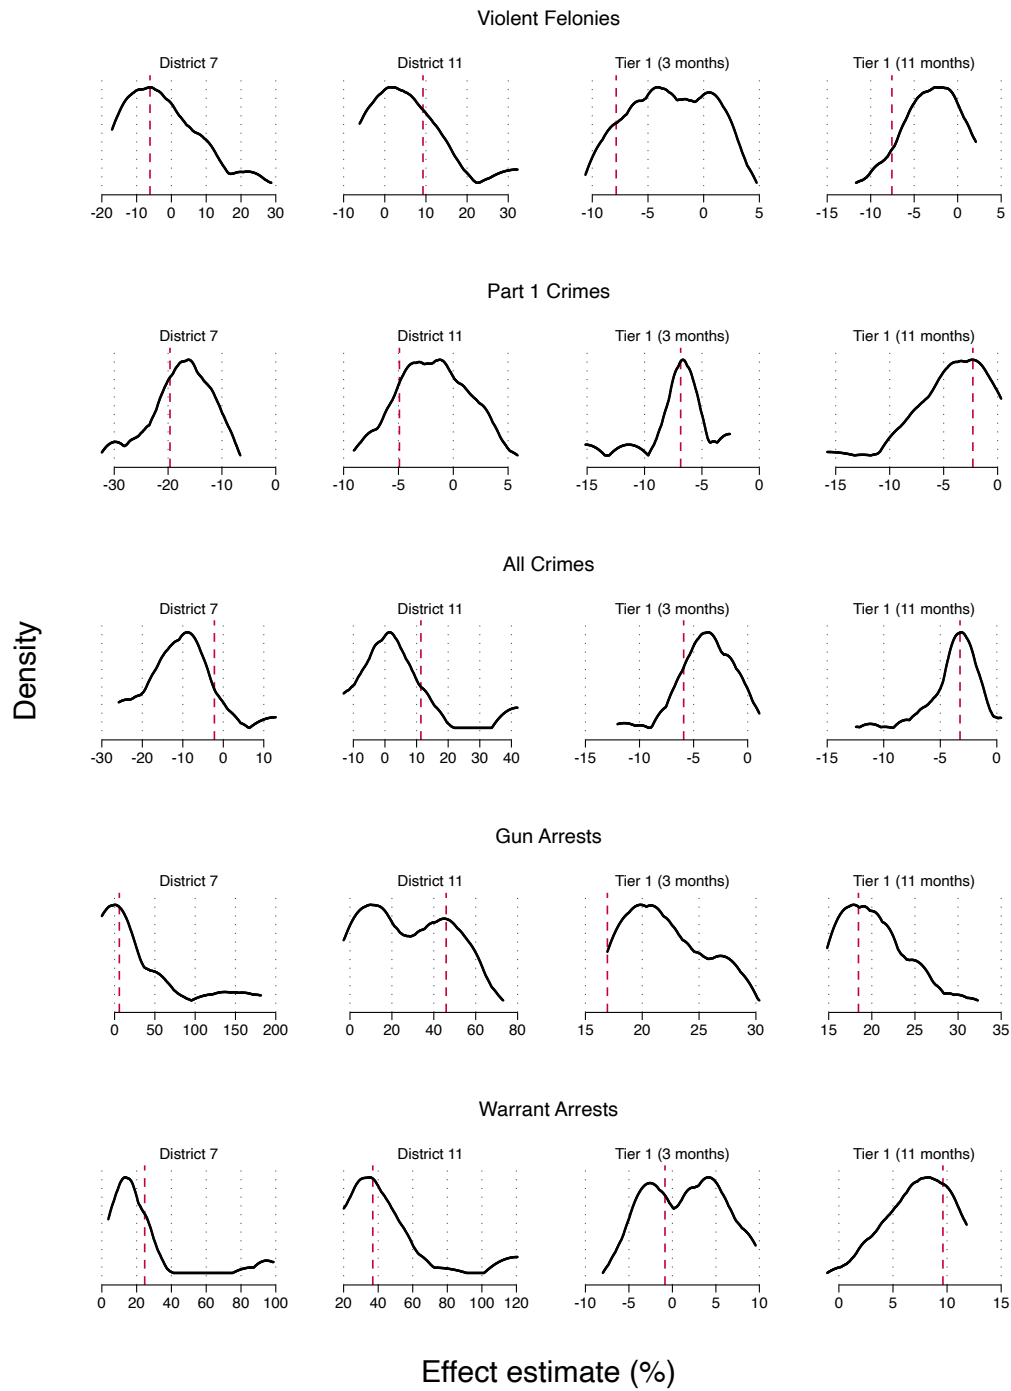 Violent Felonies
District 7 District 11 Tier 1 (3 months) Tier 1 (11 months)
-20 -10 0 10 20 30 -10 0 10 20 30 -10 -5 0 5 -15 -10 -5 0 5
Part 1 Crimes
District 7 District 11 Tier 1 (3 months) Tier 1 (11 months)
-30 -20 -10 0 -10 -5 0 5 -15 -10 -5 0 -15 -10 -5 0
All Crimes
District 7 District 11 Tier 1 (3 months) Tier 1 (11 months)
Density
-30 -20 -10 0 10 -10 0 10 20 30 40 -15 -10 -5 0 -15 -10 -5 0
Gun Arrests
District 7 District 11 Tier 1 (3 months) Tier 1 (11 months)
0 50 100 150 200 0 20 40 60 80 15 20 25 30 15 20 25 30 35
Warrant Arrests
District 7 District 11 Tier 1 (3 months) Tier 1 (11 months)
0 20 40 60 80 100 20 40 60 80 100 120 -10 -5 0 5 10 0 5 10 15
Effect estimate (%)